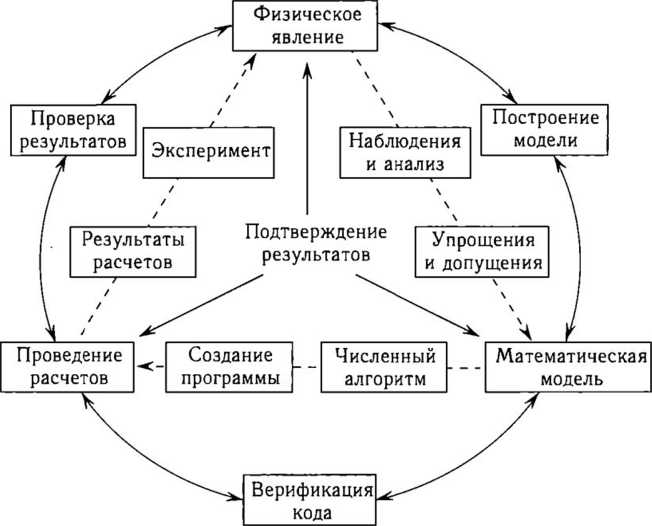 Физическое
явление
Проверка
результатов
Эксперимент
Наблюдения
и анализ
Построение
модели
Результаты
расчетов
Подтверждение
результатов
Упрощения
и допущения
Проведение
расчетов
Создание
программы
Численный
алгоритм
Математическая
модель
Верификация
кода